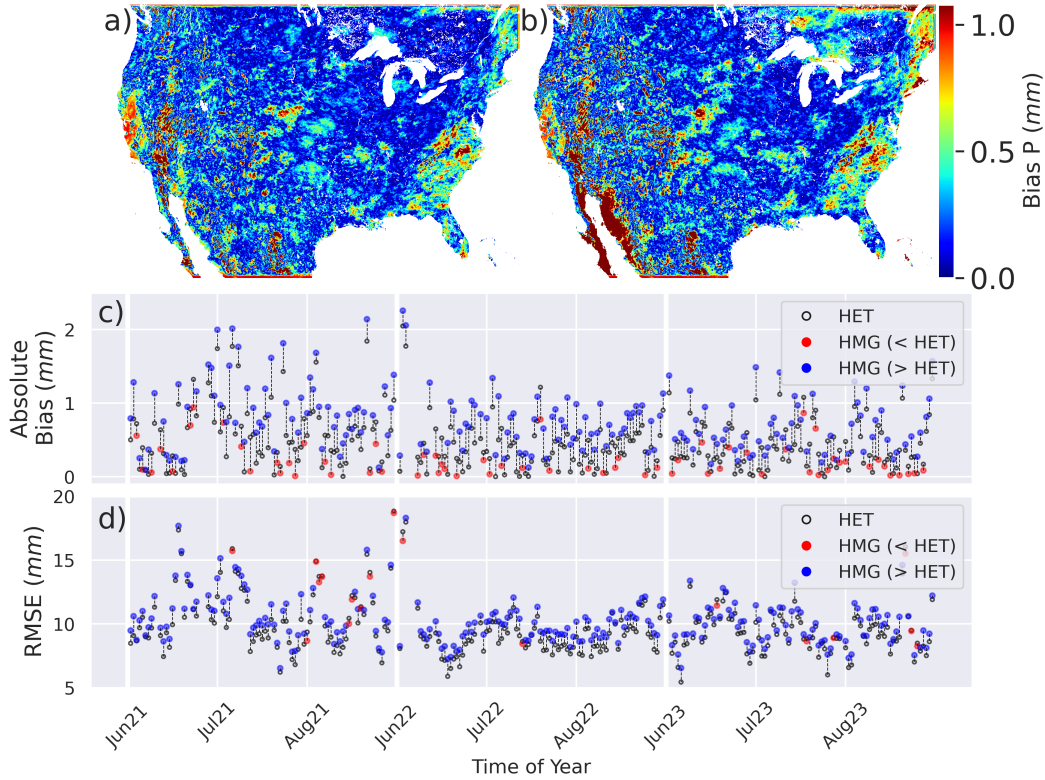 a)
b)
1.0
0.5
0.0
Bias P (mm)
c)
Absolute
Bias (mm)
2
1
0
HET
HMG (< HET)
HMG (> HET)
d)
RMSE (mm)
20
15
10
5
HET
HMG (< HET)
HMG (> HET)
Jun21
Jul21
Aug21
Jun22
Jul22
Aug22
Jun23
Jul23
Aug23
Time of Year